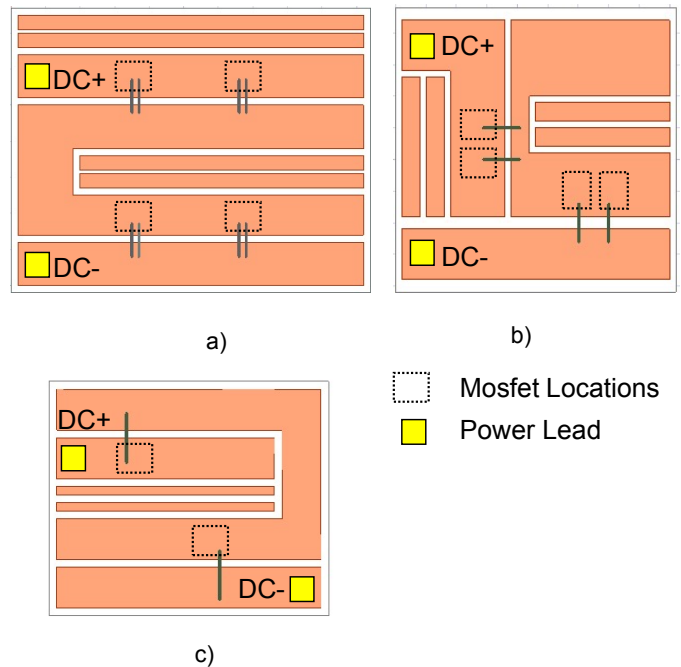 DC+
DC-
a)
DC+
DC-
b)
DC+
DC-
c)
Mosfet Locations
Power Lead